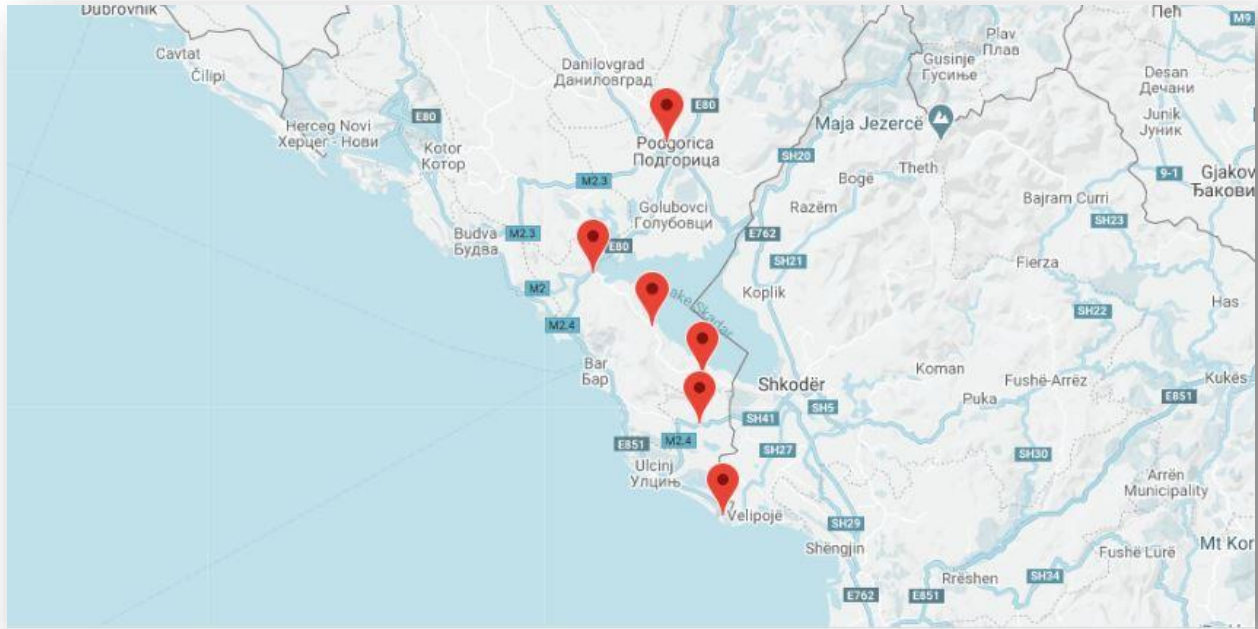 Dubrovnik
Cavtat
Čilipi
Herceg Novi
Херцег - Нови
E80
Kotor
Котор
Danilovgrad
Даниловград
E80
Podgorica
Подгорица
M2.3
Golubovci
Голубовци
Budva
Будва
M2.3
E80
M2
M2.4
Bar
Бар
Lake Skadar
E851
M2.4
Ulcinj
Улцињ
Velipojë
Plav
Плав
Gusinje
Гусиње
Пећ
M9
Desan
Дечани
Junik
Јуник
Maja Jezercë
SH20
Theth
Bogë
Razëm
9-1
Gjakov
Ђакови
Bajram Curri
SH23
E762
SH21
Koplik
Fierza
Has
SH22
Shkodër
Koman
Fushë-Arrëz
Kukës
Puka
SH5
SH41
E851
SH27
SH30
Arrën
Municipality
SH29
Shëngjin
Mt Kor
Fushë Lurë
Rrëshen
SH34
E762
E851